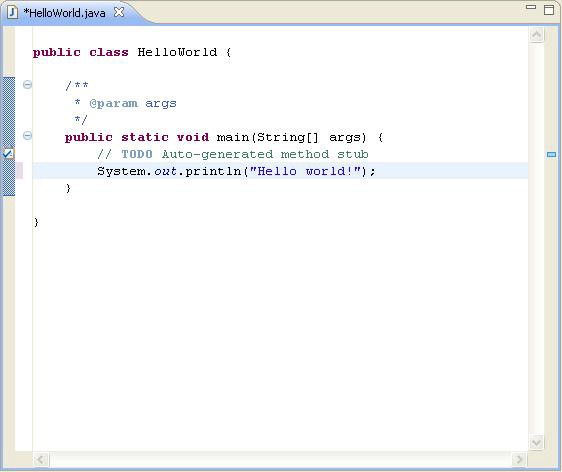 *HelloWorld.java
public class HelloWorld {
/**
* @param args
*/
public static void main(String[] args) {
// TODO Auto-generated method stub
System.out.println("Hello world!");
}
}